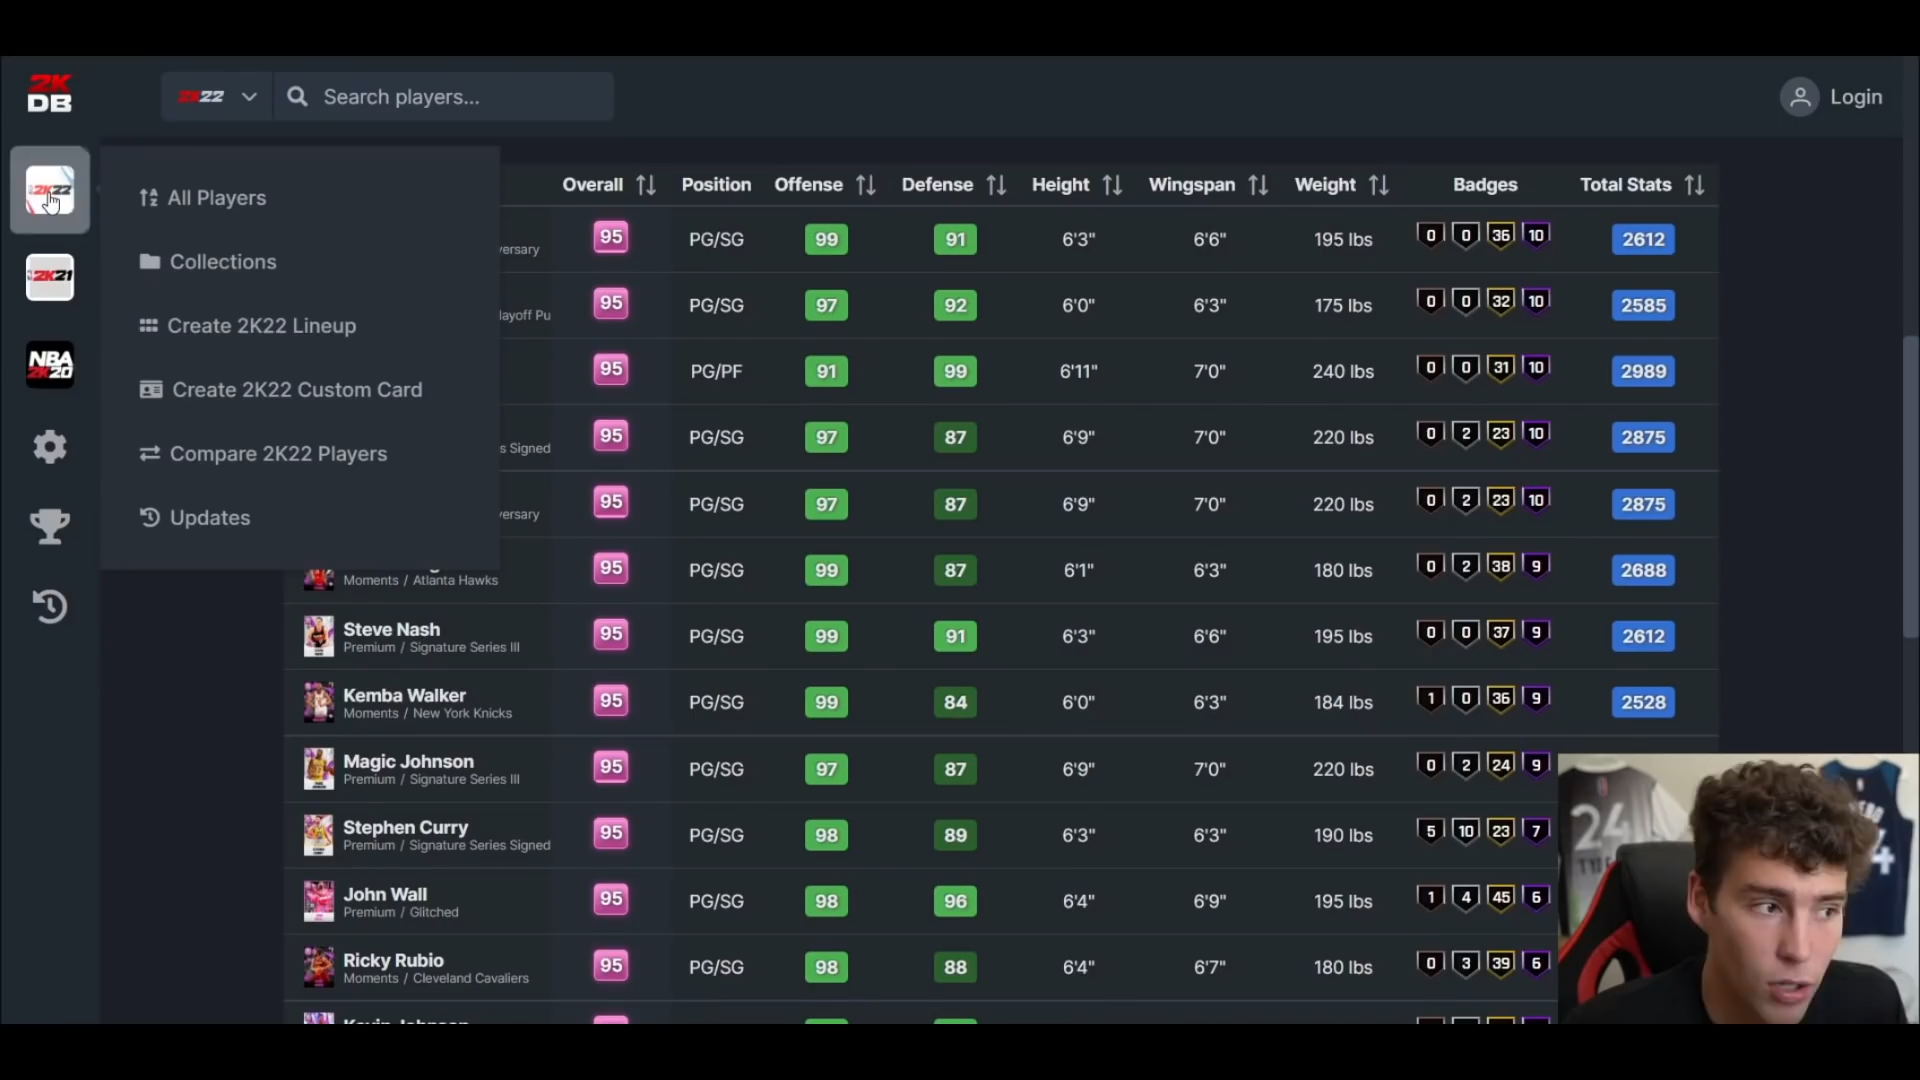 2K
DB
2K22
Search players...
Login
2K22
2K21
NBA
2K20
All Players
Collections
Create 2K22 Lineup
Create 2K22 Custom Card
Compare 2K22 Players
Updates
Overall Position Offense Defense Height Wingspan Weight Badges Total Stats
versary 95 PG/SG 99 91 6'3" 6'6" 195 lbs 0 0 36 10 2612
layoff Pu 95 PG/SG 97 92 6'0" 6'3" 175 lbs 0 0 32 10 2585
95 PG/PF 91 99 6'11" 7'0" 240 lbs 0 0 31 10 2989
s Signed 95 PG/SG 97 87 6'9" 7'0" 220 lbs 0 2 23 10 2875
versary 95 PG/SG 97 87 6'9" 7'0" 220 lbs 0 2 23 10 2875
95 PG/SG 99 87 6'1" 6'3" 180 lbs 0 2 38 9 2688
Moments / Atlanta Hawks
Steve Nash 95 PG/SG 99 91 6'3" 6'6" 195 lbs 0 0 37 9 2612
Premium / Signature Series III
Kemba Walker 95 PG/SG 99 84 6'0" 6'3" 184 lbs 1 0 36 9 2528
Moments / New York Knicks
Magic Johnson 95 PG/SG 97 87 6'9" 7'0" 220 lbs 0 2 24 9
Premium / Signature Series III
Stephen Curry 95 PG/SG 98 89 6'3" 6'3" 190 lbs 5 10 23 7
Premium / Signature Series Signed
John Wall 95 PG/SG 98 96 6'4" 6'9" 195 lbs 1 4 45 6
Premium / Glitched
Ricky Rubio 95 PG/SG 98 88 6'4" 6'7" 180 lbs 0 3 39 6
Moments / Cleveland Cavaliers
24
4